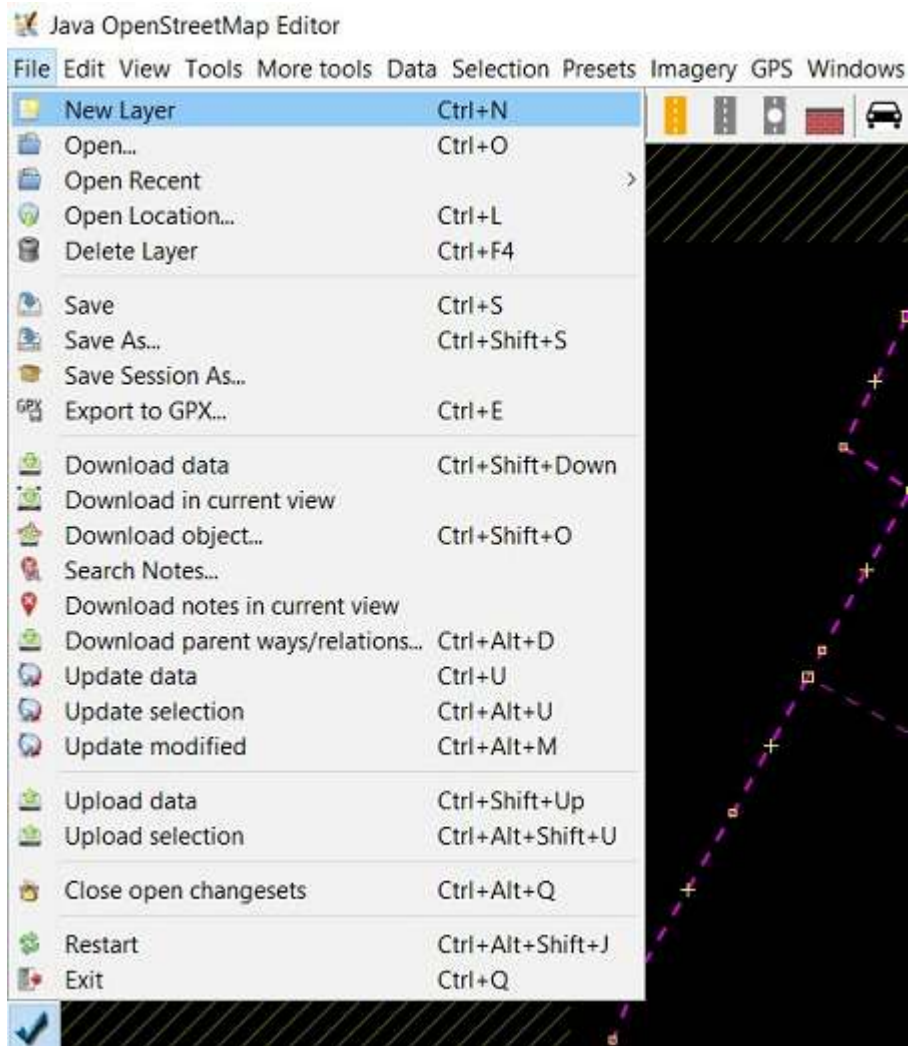 Java OpenStreetMap Editor
File Edit View Tools More tools Data Selection Presets Imagery GPS Windows
New Layer Ctrl+N
Open... Ctrl+O
Open Recent >
Open Location... Ctrl+L
Delete Layer Ctrl+F4
Save Ctrl+S
Save As... Ctrl+Shift+S
Save Session As...
GPX Export to GPX... Ctrl+E
Download data Ctrl+Shift+Down
Download in current view
Download object... Ctrl+Shift+O
Search Notes...
Download notes in current view
Download parent ways/relations... Ctrl+Alt+D
Update data Ctrl+U
Update selection Ctrl+Alt+U
Update modified Ctrl+Alt+M
Upload data Ctrl+Shift+Up
Upload selection Ctrl+Alt+Shift+U
Close open changesets Ctrl+Alt+Q
Restart Ctrl+Alt+Shift+J
Exit Ctrl+Q